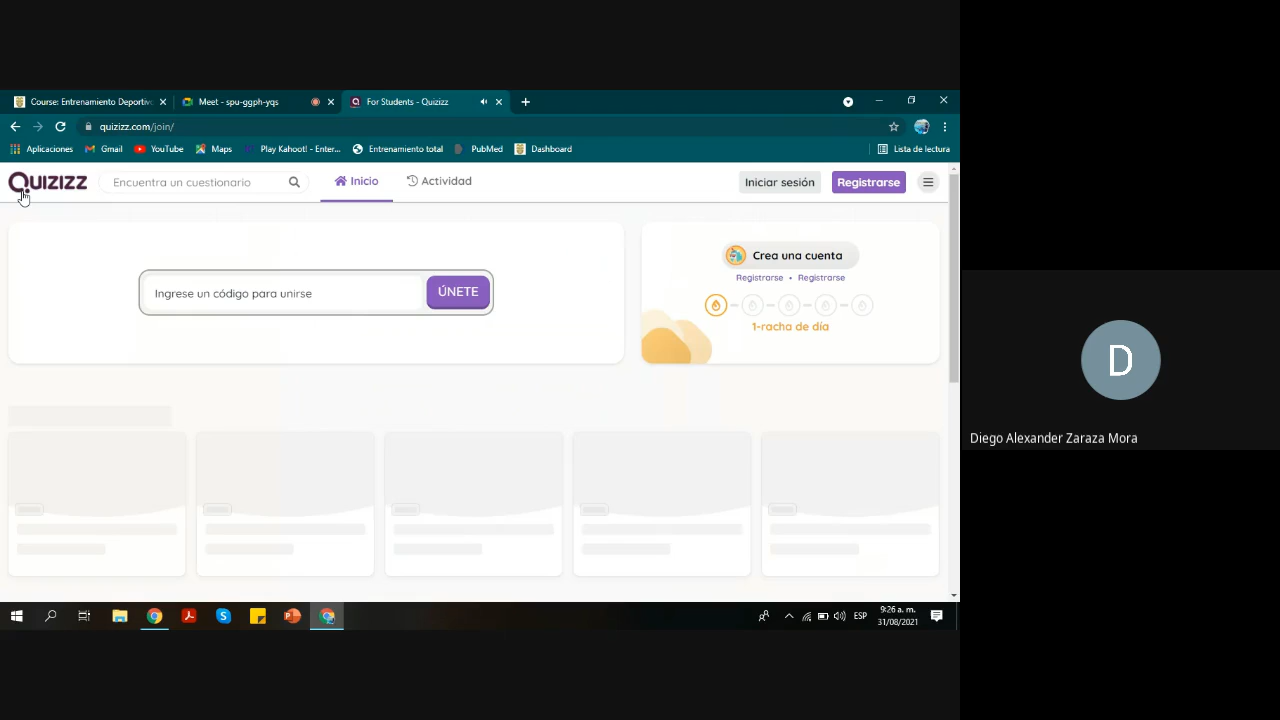 Course: Entrenamiento Deportiv
Meet - spu-ggph-yqs
For Students - Quizizz
quizizz.com/join/
Aplicaciones
Gmail
YouTube
Maps
Play Kahoot! - Enter...
Entrenamiento total
PubMed
Dashboard
Lista de lectura
QUIZIZZ
Encuentra un cuestionario
Inicio
Actividad
Iniciar sesión
Registrarse
Ingrese un código para unirse
ÚNETE
Crea una cuenta
Registrarse • Registrarse
1-racha de día
D
Diego Alexander Zaraza Mora
ESP
9:26 a. m.
31/08/2021